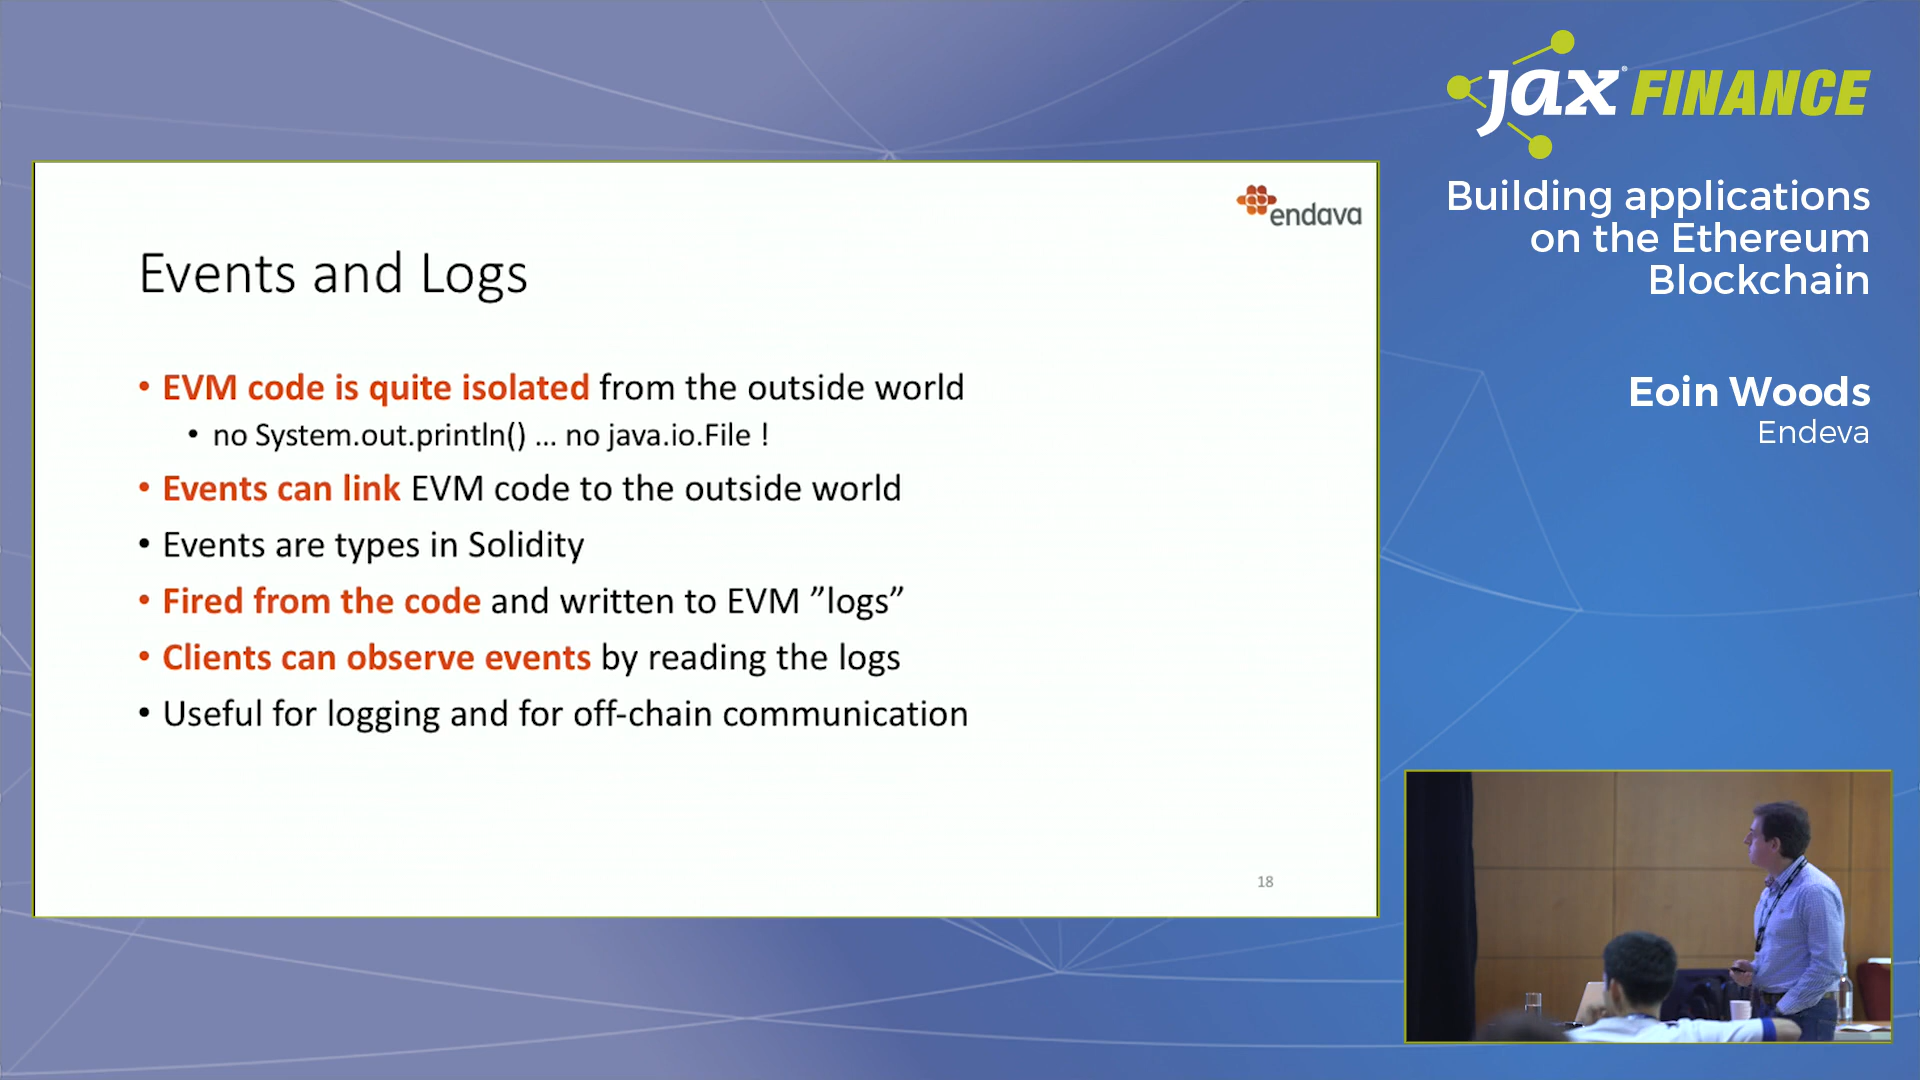 jax® FINANCE
Building applications
on the Ethereum
Blockchain
Eoin Woods
Endeva
endava
Events and Logs
• EVM code is quite isolated from the outside world
• no System.out.println() ... no java.io.File !
• Events can link EVM code to the outside world
• Events are types in Solidity
• Fired from the code and written to EVM ”logs”
• Clients can observe events by reading the logs
• Useful for logging and for off-chain communication
18